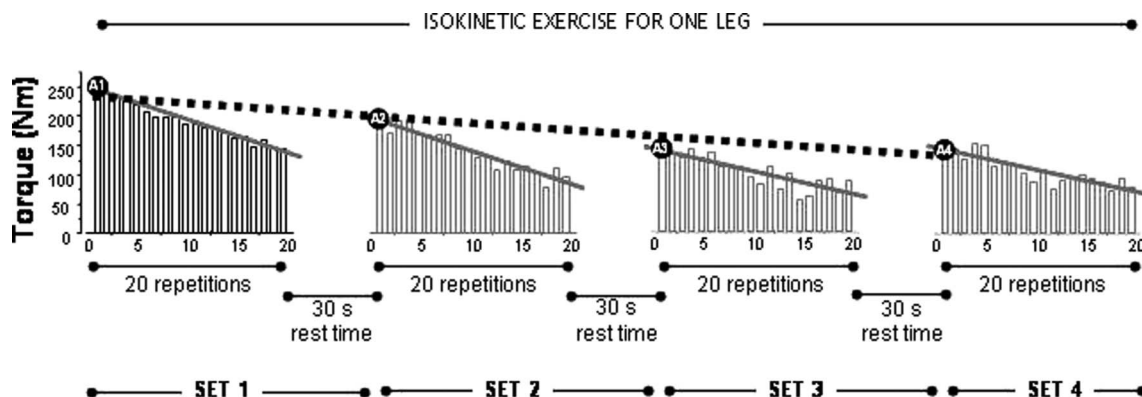 ISOKINETIC EXERCISE FOR ONE LEG
Torque (Nm)
250
200
150
100
50
0
A1
A2
A3
A4
0 5 10 15 20
0 5 10 15 20
0 5 10 15 20
0 5 10 15 20
20 repetitions
20 repetitions
20 repetitions
20 repetitions
30 s
rest time
30 s
rest time
30 s
rest time
SET 1
SET 2
SET 3
SET 4